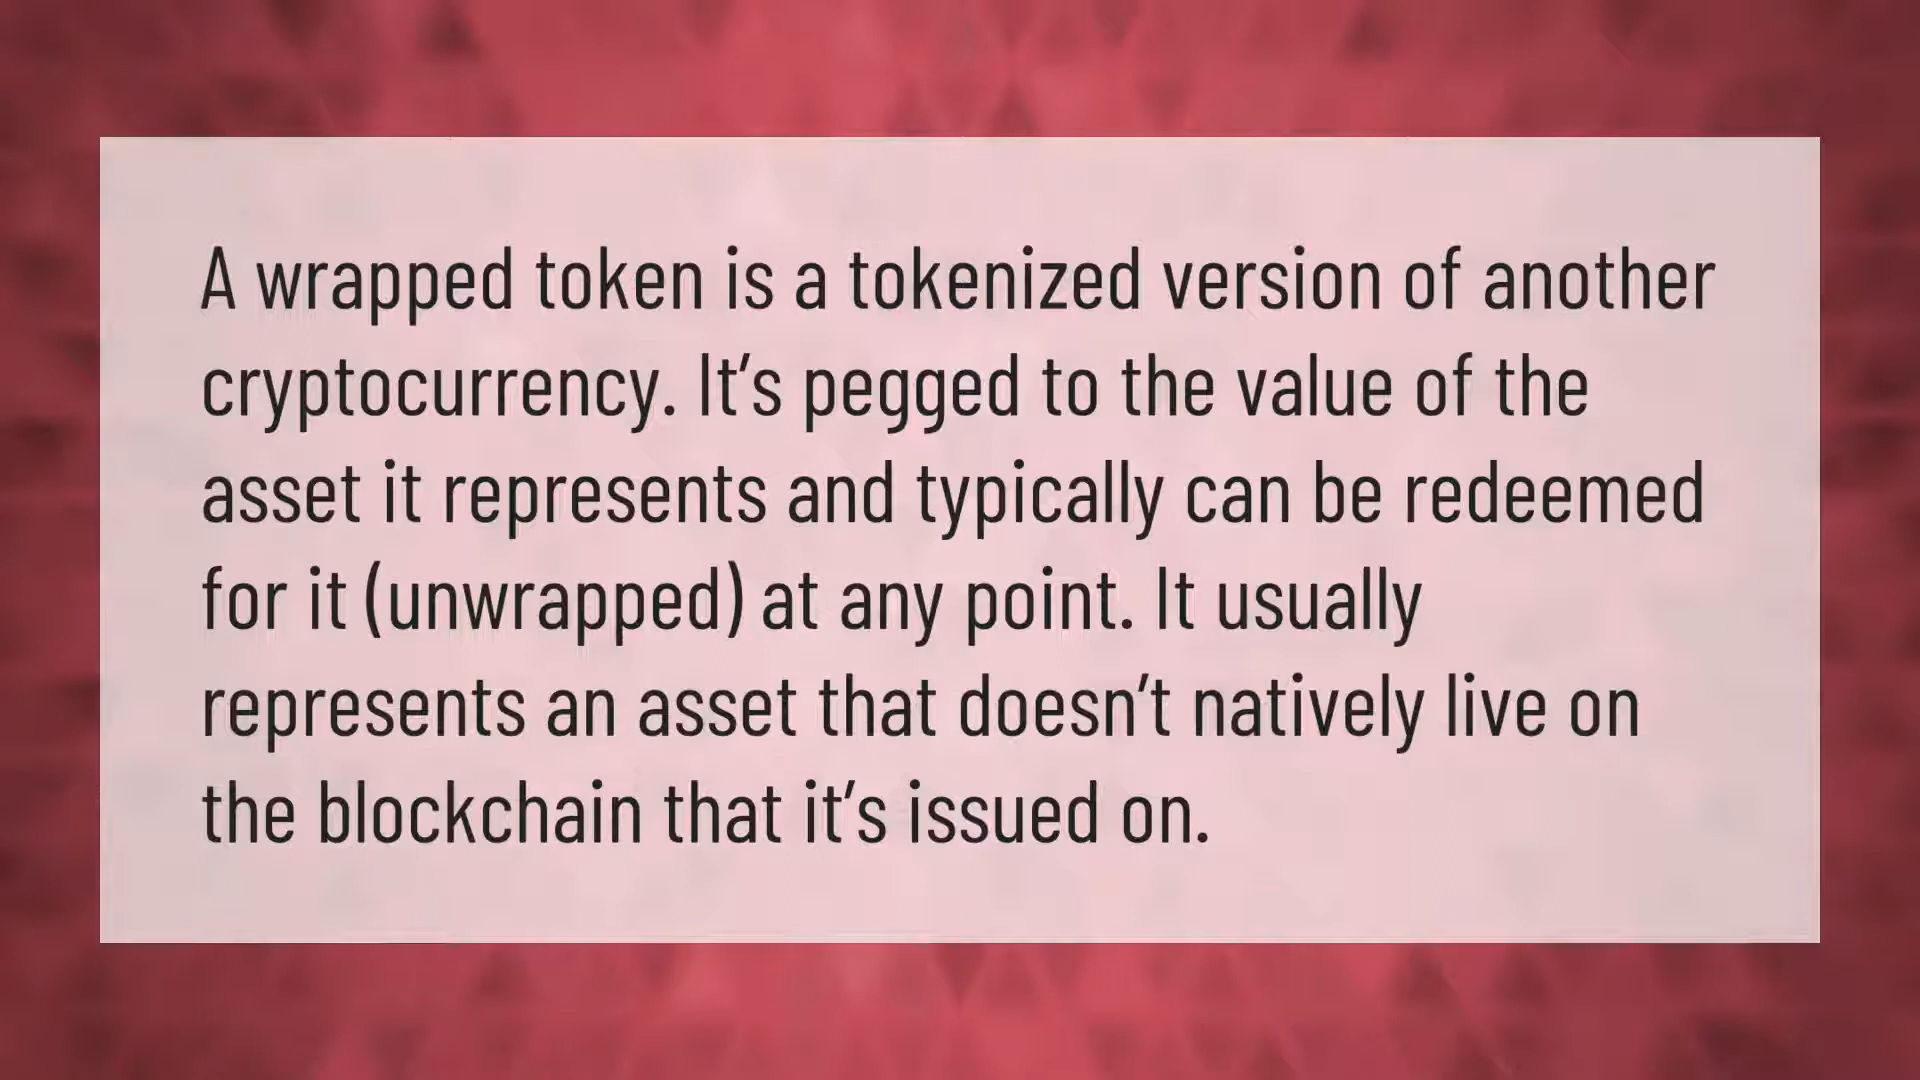 A wrapped token is a tokenized version of another
cryptocurrency. It’s pegged to the value of the
asset it represents and typically can be redeemed
for it (unwrapped) at any point. It usually
represents an asset that doesn’t natively live on
the blockchain that it’s issued on.